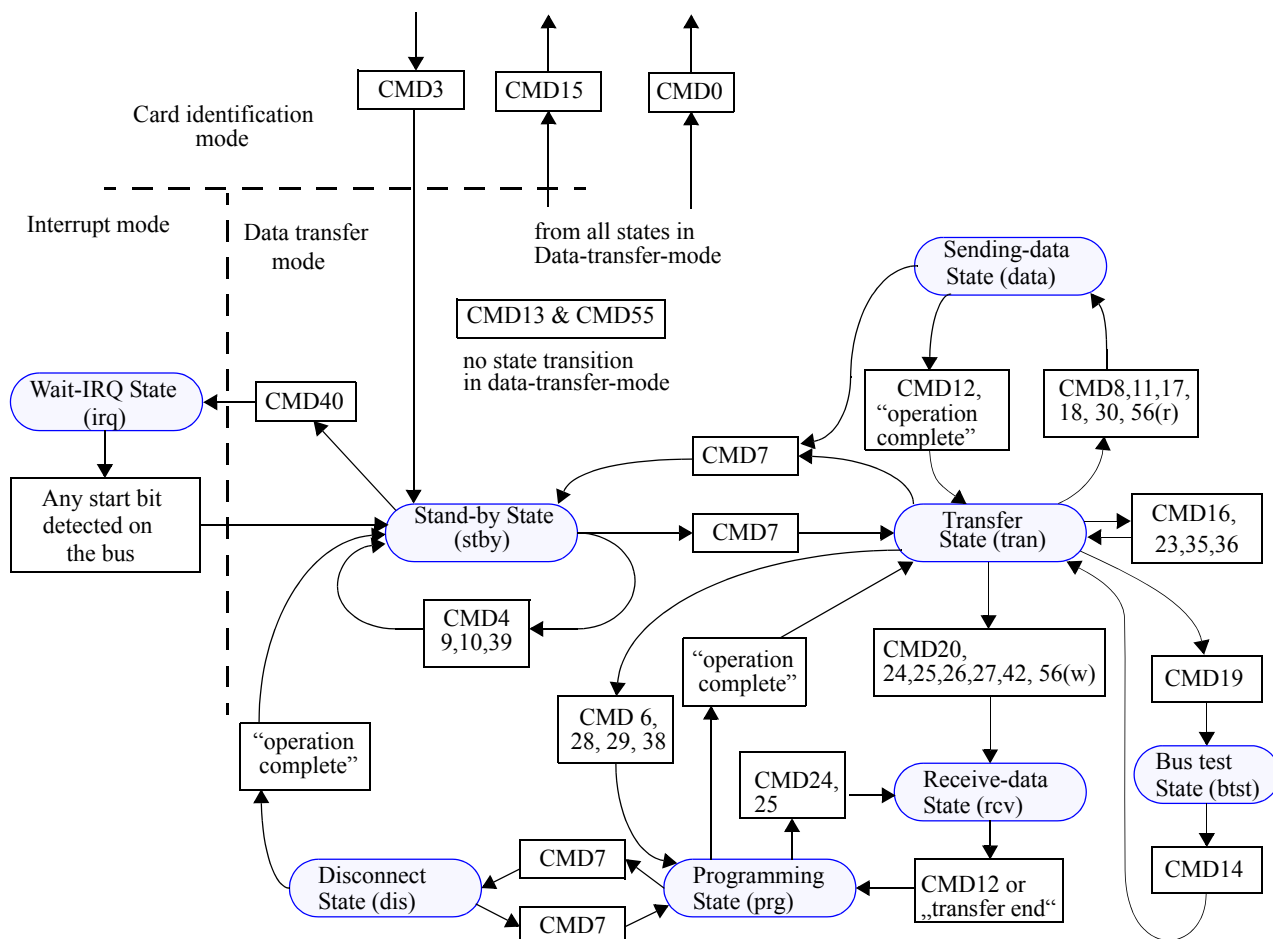 CMD3
CMD15
CMD0
Card identification
mode
Interrupt mode
Data transfer
mode
from all states in
Data-transfer-mode
Sending-data
State (data)
CMD13 & CMD55
no state transition
in data-transfer-mode
Wait-IRQ State
(irq)
CMD40
CMD12,
“operation
complete”
CMD8,11,17,
18, 30, 56(r)
CMD7
Any start bit
detected on
the bus
Stand-by State
(stby)
CMD7
Transfer
State (tran)
CMD16,
23,35,36
CMD4
9,10,39
“operation
complete”
CMD20,
24,25,26,27,42, 56(w)
CMD19
CMD 6,
28, 29, 38
“operation
complete”
CMD24,
25
Receive-data
State (rcv)
Bus test
State (btst)
CMD7
Disconnect
State (dis)
Programming
State (prg)
CMD12 or
„transfer end“
CMD14
CMD7